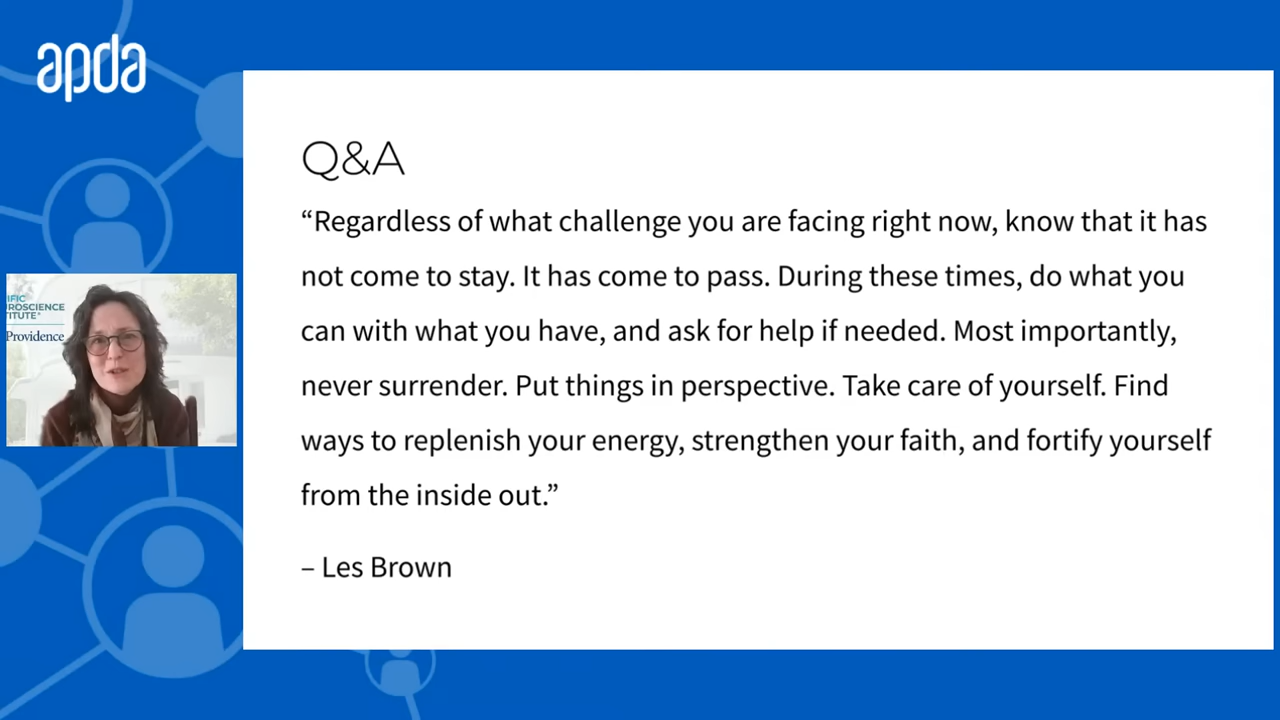 apda
Q&A
“Regardless of what challenge you are facing right now, know that it has
not come to stay. It has come to pass. During these times, do what you
can with what you have, and ask for help if needed. Most importantly,
never surrender. Put things in perspective. Take care of yourself. Find
ways to replenish your energy, strengthen your faith, and fortify yourself
from the inside out.”
– Les Brown
IFIC
UROSCIENCE
TITUTE®
Providence